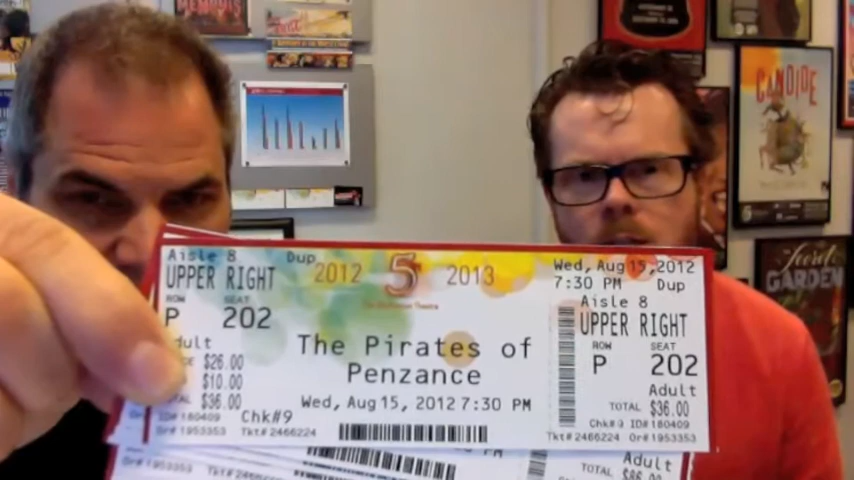 MEMPHIS
CANDIDE
Secret
GARDEN
Aisle 8 Dup
UPPER RIGHT
2012 5 2013
ROW SEAT
P 202
$26.00
$10.00
$36.00
ID#180409 Chk#9
Or#1953353 Tkt#2466224
The Pirates of
Penzance
Wed, Aug 15, 2012 7:30 PM
Wed, Aug 15, 2012
7:30 PM Dup
Aisle 8
UPPER RIGHT
ROW SEAT
P 202
Adult
TOTAL $36.00
Chk#9 ID#180409
Tkt#2466224 Or#1953353
Adult
TOTAL